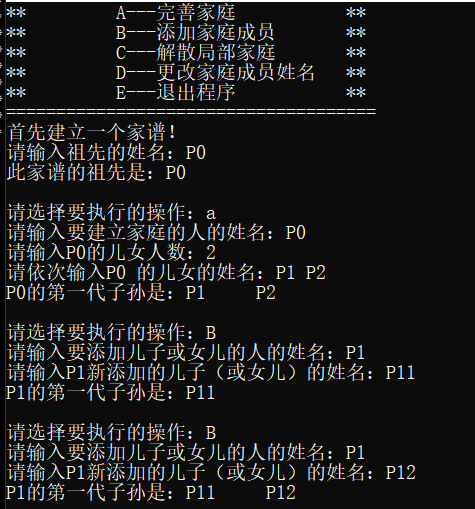 **         A---完善家庭           **
**         B---添加家庭成员       **
**         C---解散局部家庭       **
**         D---更改家庭成员姓名   **
**         E---退出程序           **
=====================================
首先建立一个家谱!
请输入祖先的姓名: P0
此家谱的祖先是: P0
请选择要执行的操作: a
请输入要建立家庭的人的姓名: P0
请输入P0的儿女人数: 2
请依次输入P0 的儿女的姓名: P1 P2
P0的第一代子孙是: P1     P2
请选择要执行的操作: B
请输入要添加儿子或女儿的人的姓名: P1
请输入P1新添加的儿子（或女儿）的姓名: P11
P1的第一代子孙是: P11
请选择要执行的操作: B
请输入要添加儿子或女儿的人的姓名: P1
请输入P1新添加的儿子（或女儿）的姓名: P12
P1的第一代子孙是: P11     P12